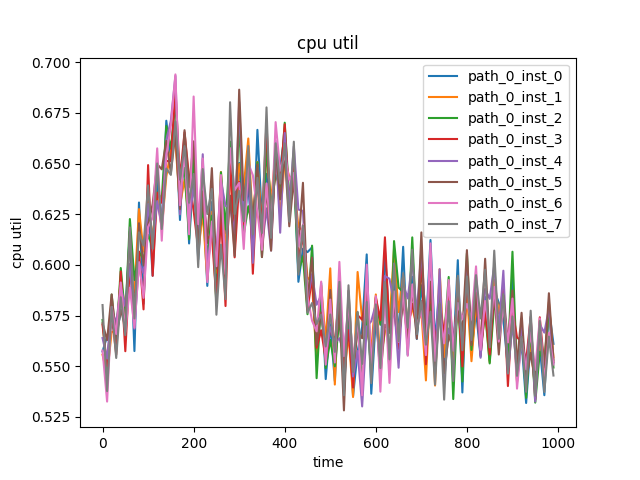 cpu util
0.700
0.675
0.650
0.625
0.600
0.575
0.550
0.525
cpu util
path_0_inst_0
path_0_inst_1
path_0_inst_2
path_0_inst_3
path_0_inst_4
path_0_inst_5
path_0_inst_6
path_0_inst_7
0
200
400
600
800
1000
time